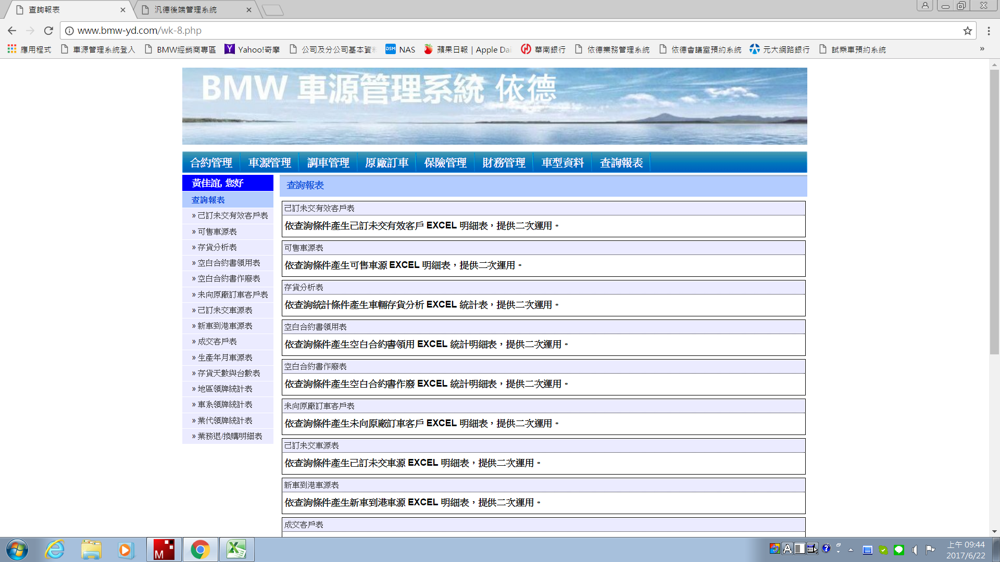 查詢報表
汎德後端管理系統
www.bmw-yd.com/wk-8.php
應用程式
車源管理系統登入
BMW經銷商專區
Yahoo!奇摩
公司及分公司基本資料
DSM NAS
蘋果日報 | Apple Dai
華南銀行
依德業務管理系統
依德會議室預約系統
元大網路銀行
試乘車預約系統
»
BMW 車源管理系統 依德
合約管理
車源管理
調車管理
原廠訂車
保險管理
財務管理
車型資料
查詢報表
黃佳誼, 您好
查詢報表
» 己訂未交有效客戶表
» 可售車源表
» 存貨分析表
» 空白合約書領用表
» 空白合約書作廢表
» 未向原廠訂車客戶表
» 己訂未交車源表
» 新車到港車源表
» 成交客戶表
» 生產年月車源表
» 存貨天數與台數表
» 地區領牌統計表
» 車系領牌統計表
» 業代領牌統計表
» 業務退/換購明細表
查詢報表
己訂未交有效客戶表
依查詢條件產生己訂未交有效客戶 EXCEL 明細表，提供二次運用。
可售車源表
依查詢條件產生可售車源 EXCEL 明細表，提供二次運用。
存貨分析表
依查詢統計條件產生車輛存貨分析 EXCEL 統計表，提供二次運用。
空白合約書領用表
依查詢條件產生空白合約書領用 EXCEL 統計明細表，提供二次運用。
空白合約書作廢表
依查詢條件產生空白合約書作廢 EXCEL 統計明細表，提供二次運用。
未向原廠訂車客戶表
依查詢條件產生未向原廠訂車客戶 EXCEL 明細表，提供二次運用。
己訂未交車源表
依查詢條件產生己訂未交車源 EXCEL 明細表，提供二次運用。
新車到港車源表
依查詢條件產生新車到港車源 EXCEL 明細表，提供二次運用。
成交客戶表
M
A
上午 09:44
2017/6/22